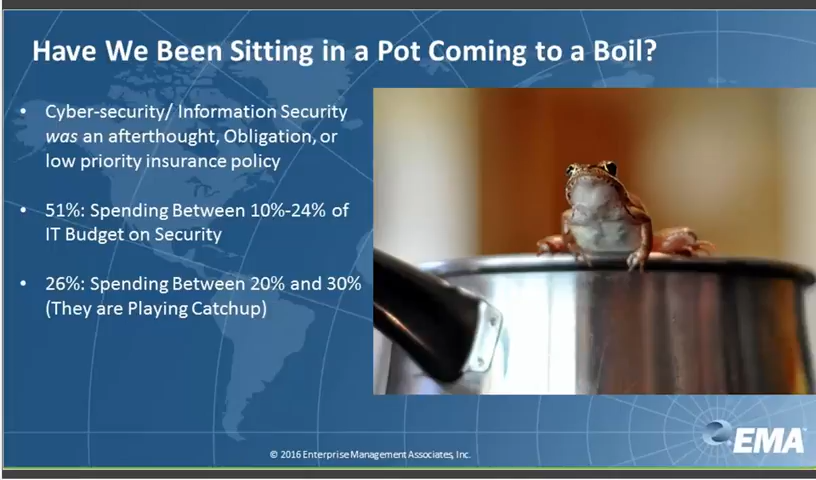 Have We Been Sitting in a Pot Coming to a Boil?
• Cyber-security/ Information Security
was an afterthought, Obligation, or
low priority insurance policy
• 51%: Spending Between 10%-24% of
IT Budget on Security
• 26%: Spending Between 20% and 30%
(They are Playing Catchup)
© 2016 Enterprise Management Associates, Inc.
EMA